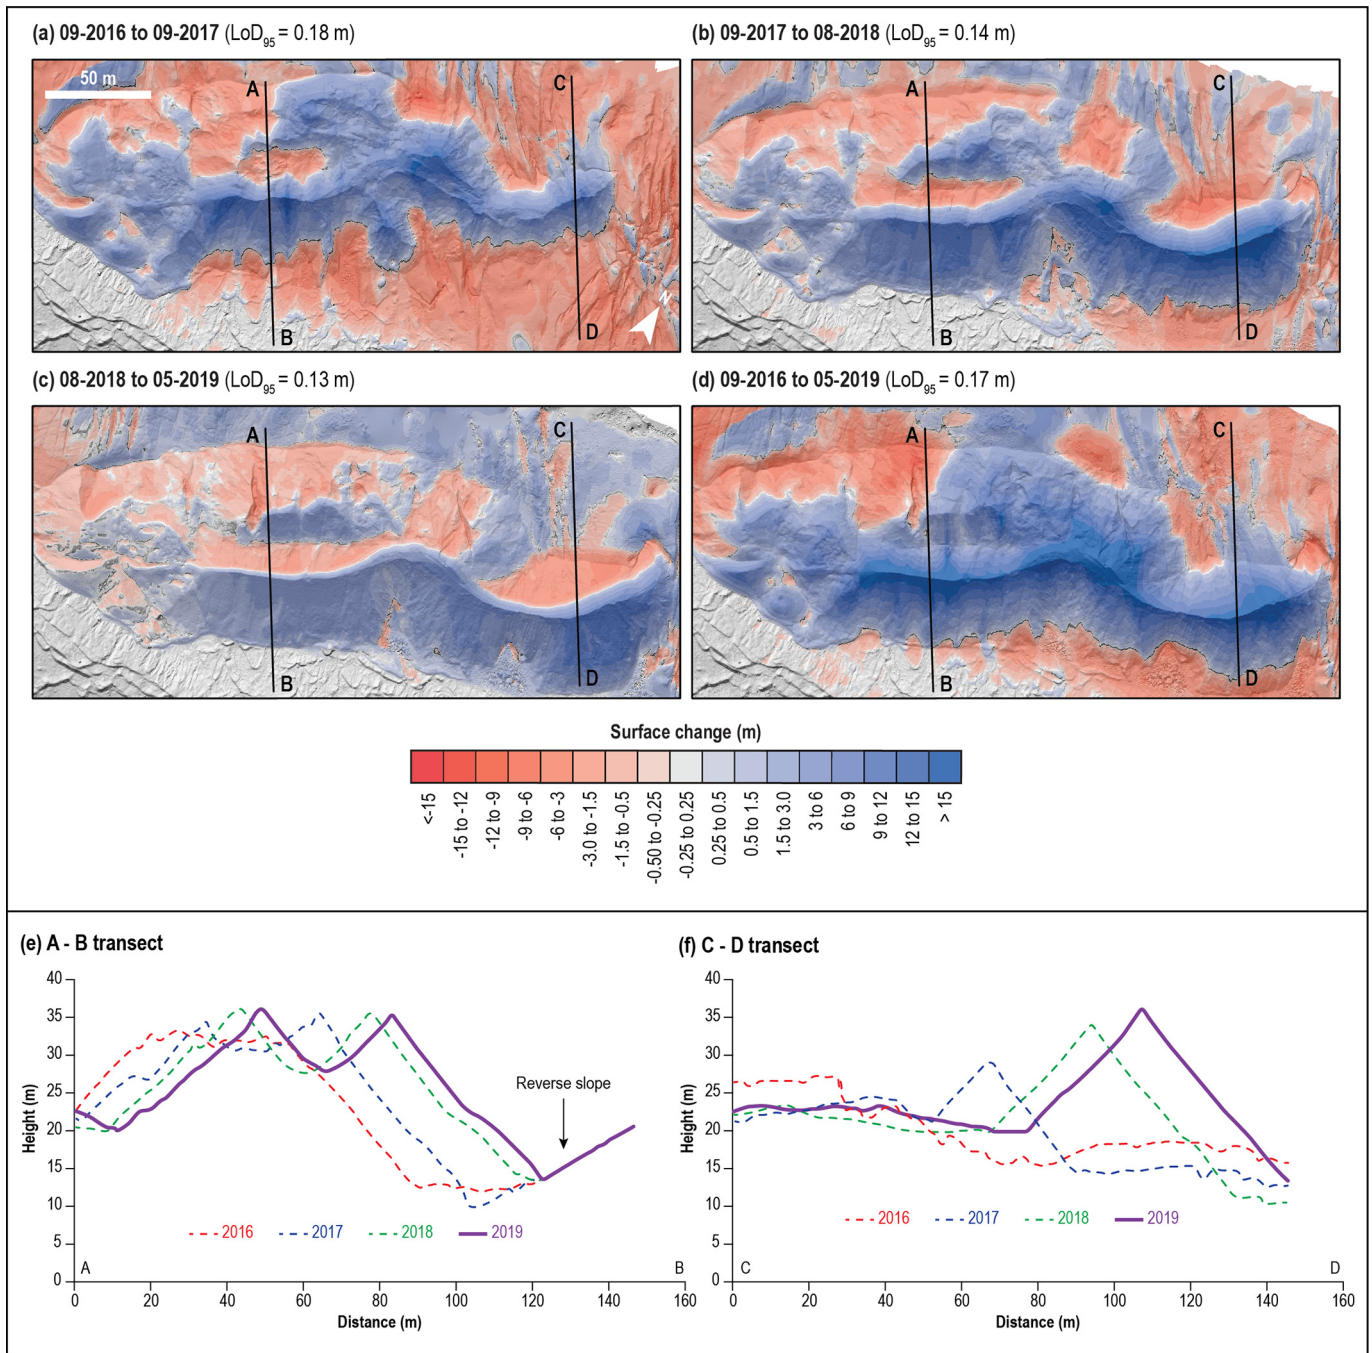 (a) 09-2016 to 09-2017 (LoD95 = 0.18 m)
(b) 09-2017 to 08-2018 (LoD95 = 0.14 m)
50 m
A
C
B
D
N
A
C
B
D
(c) 08-2018 to 05-2019 (LoD95 = 0.13 m)
(d) 09-2016 to 05-2019 (LoD95 = 0.17 m)
A
C
B
D
A
C
B
D
Surface change (m)
<-15
-15 to -12
-12 to -9
-9 to -6
-6 to -3
-3.0 to -1.5
-1.5 to -0.5
-0.50 to -0.25
-0.25 to 0.25
0.25 to 0.5
0.5 to 1.5
1.5 to 3.0
3 to 6
6 to 9
9 to 12
12 to 15
> 15
(e) A - B transect
40
35
30
25
20
15
10
5
0
Height (m)
Reverse slope
2016
2017
2018
2019
A
B
0
20
40
60
80
100
120
140
160
Distance (m)
(f) C - D transect
40
35
30
25
20
15
10
5
0
Height (m)
2016
2017
2018
2019
C
D
0
20
40
60
80
100
120
140
160
Distance (m)